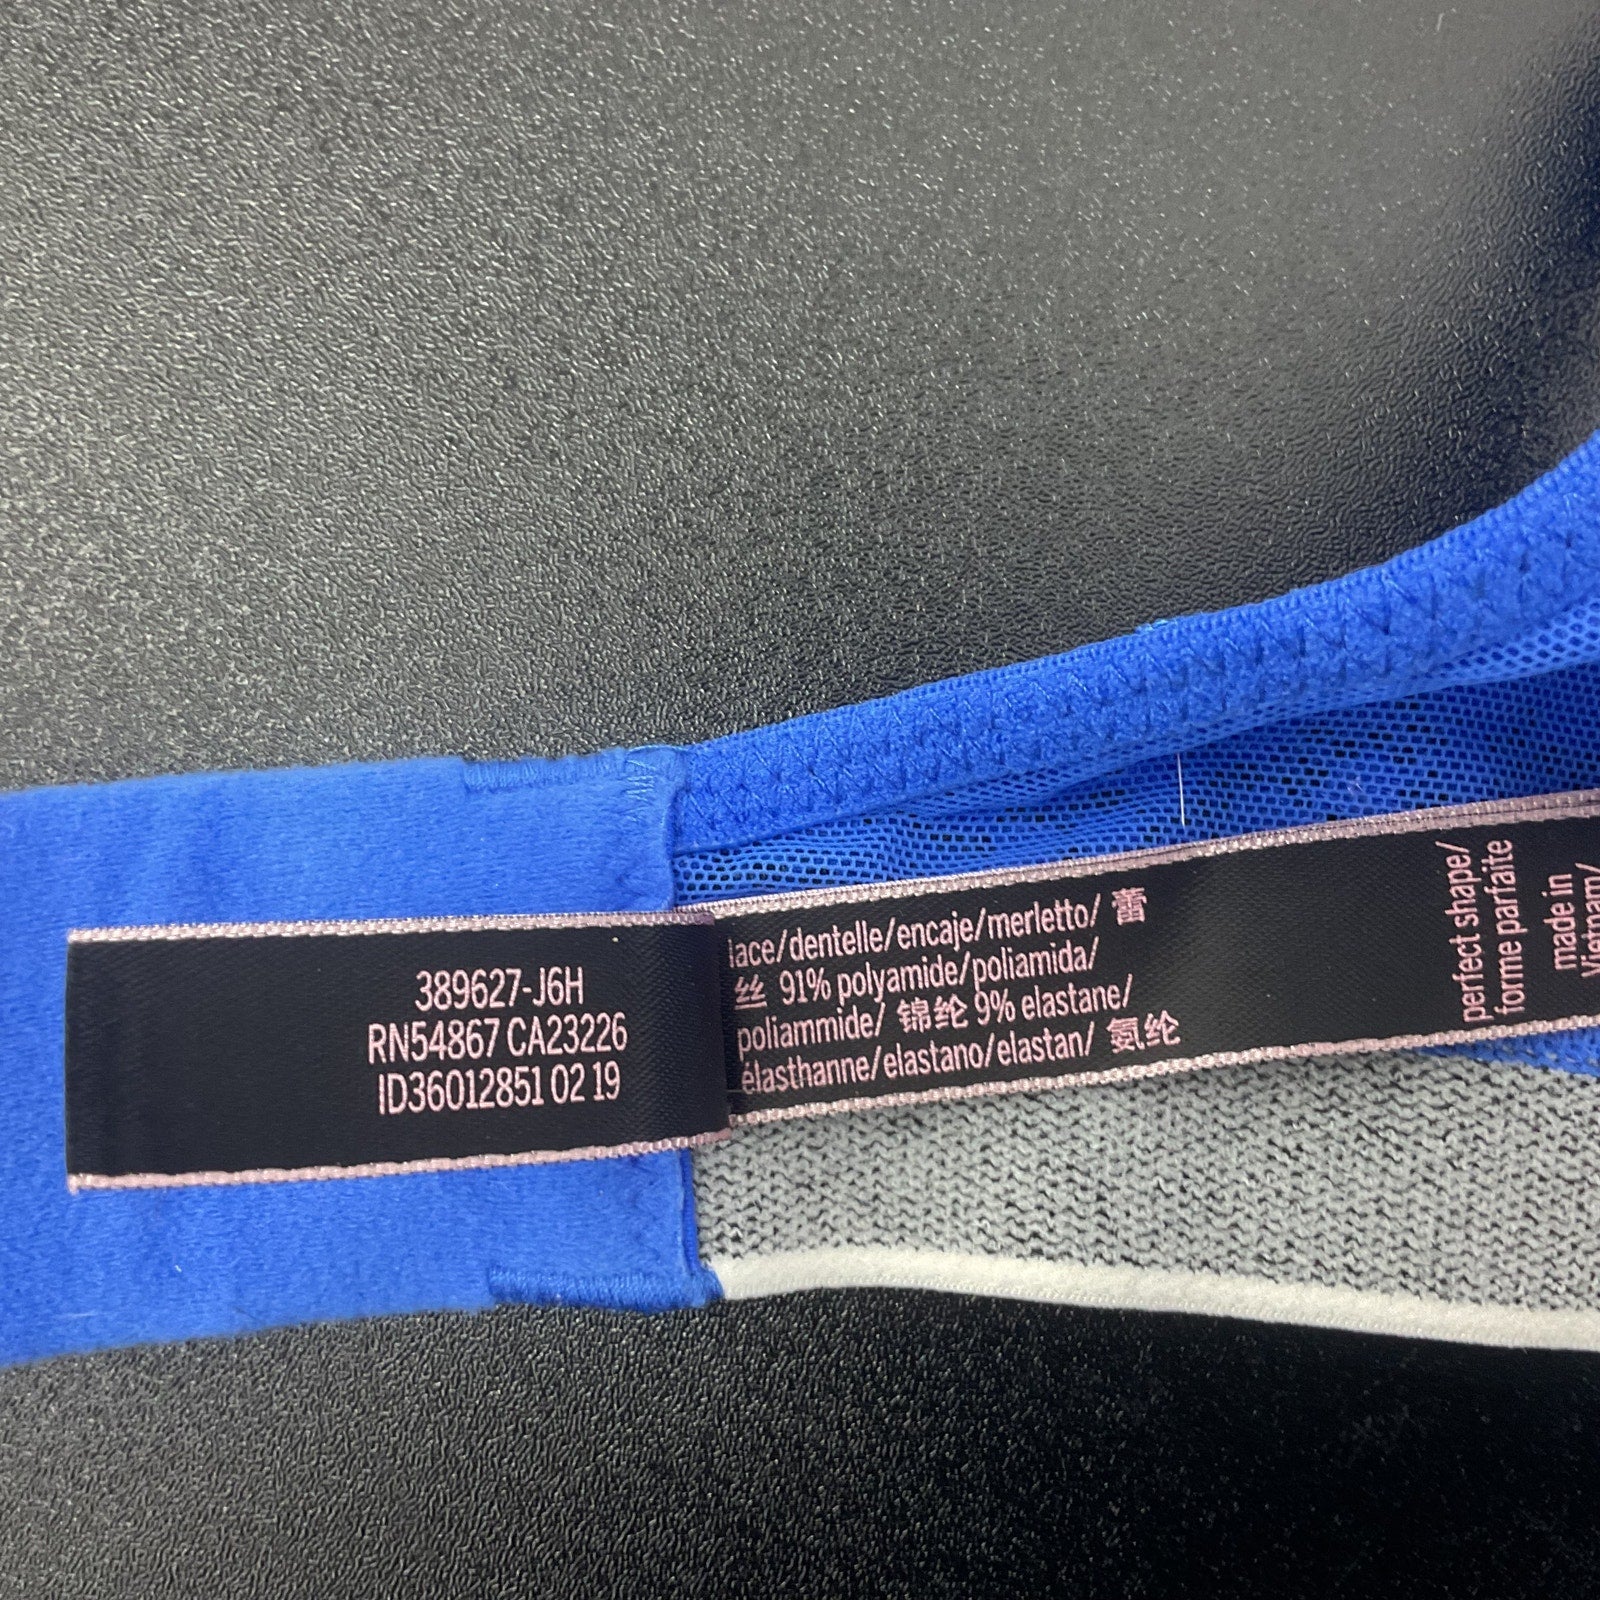 389627-J6H
RN54867 CA23226
ID36012851 02 19
lace/dentelle/encaje/merletto/ 蕾
丝 91% polyamide/poliamida/
poliammide/ 锦纶 9% elastane/
élasthanne/elastano/elastan/ 氨纶
perfect shape/
forme parfaite
made in
Vietnam/